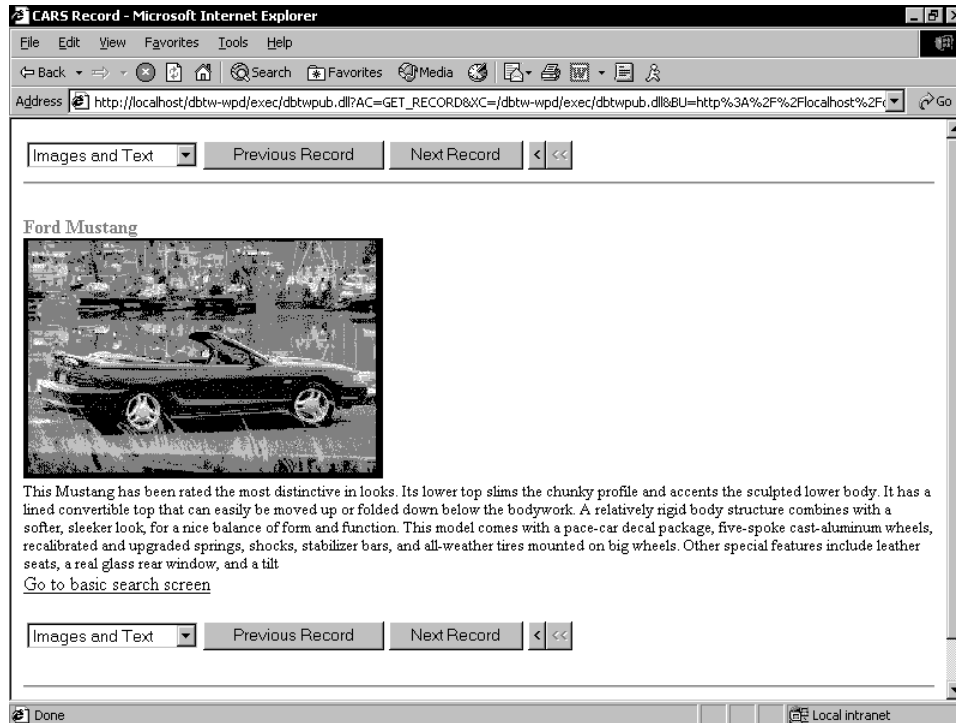 CARS Record - Microsoft Internet Explorer
File Edit View Favorites Tools Help
Back Search Favorites Media
Address http://localhost/dbtw-wpd/exec/dbtwpub.dll?AC=GET_RECORD&XC=/dbtw-wpd/exec/dbtwpub.dll&BU=http%3A%2F%2Flocalhost%2F Go
Images and Text Previous Record Next Record < <<
Ford Mustang
This Mustang has been rated the most distinctive in looks. Its lower top slims the chunky profile and accents the sculpted lower body. It has a
lined convertible top that can easily be moved up or folded down below the bodywork. A relatively rigid body structure combines with a
softer, sleeker look, for a nice balance of form and function. This model comes with a pace-car decal package, five-spoke cast-aluminum wheels,
recalibrated and upgraded springs, shocks, stabilizer bars, and all-weather tires mounted on big wheels. Other special features include leather
seats, a real glass rear window, and a tilt
Go to basic search screen
Images and Text Previous Record Next Record < <<
Done Local intranet